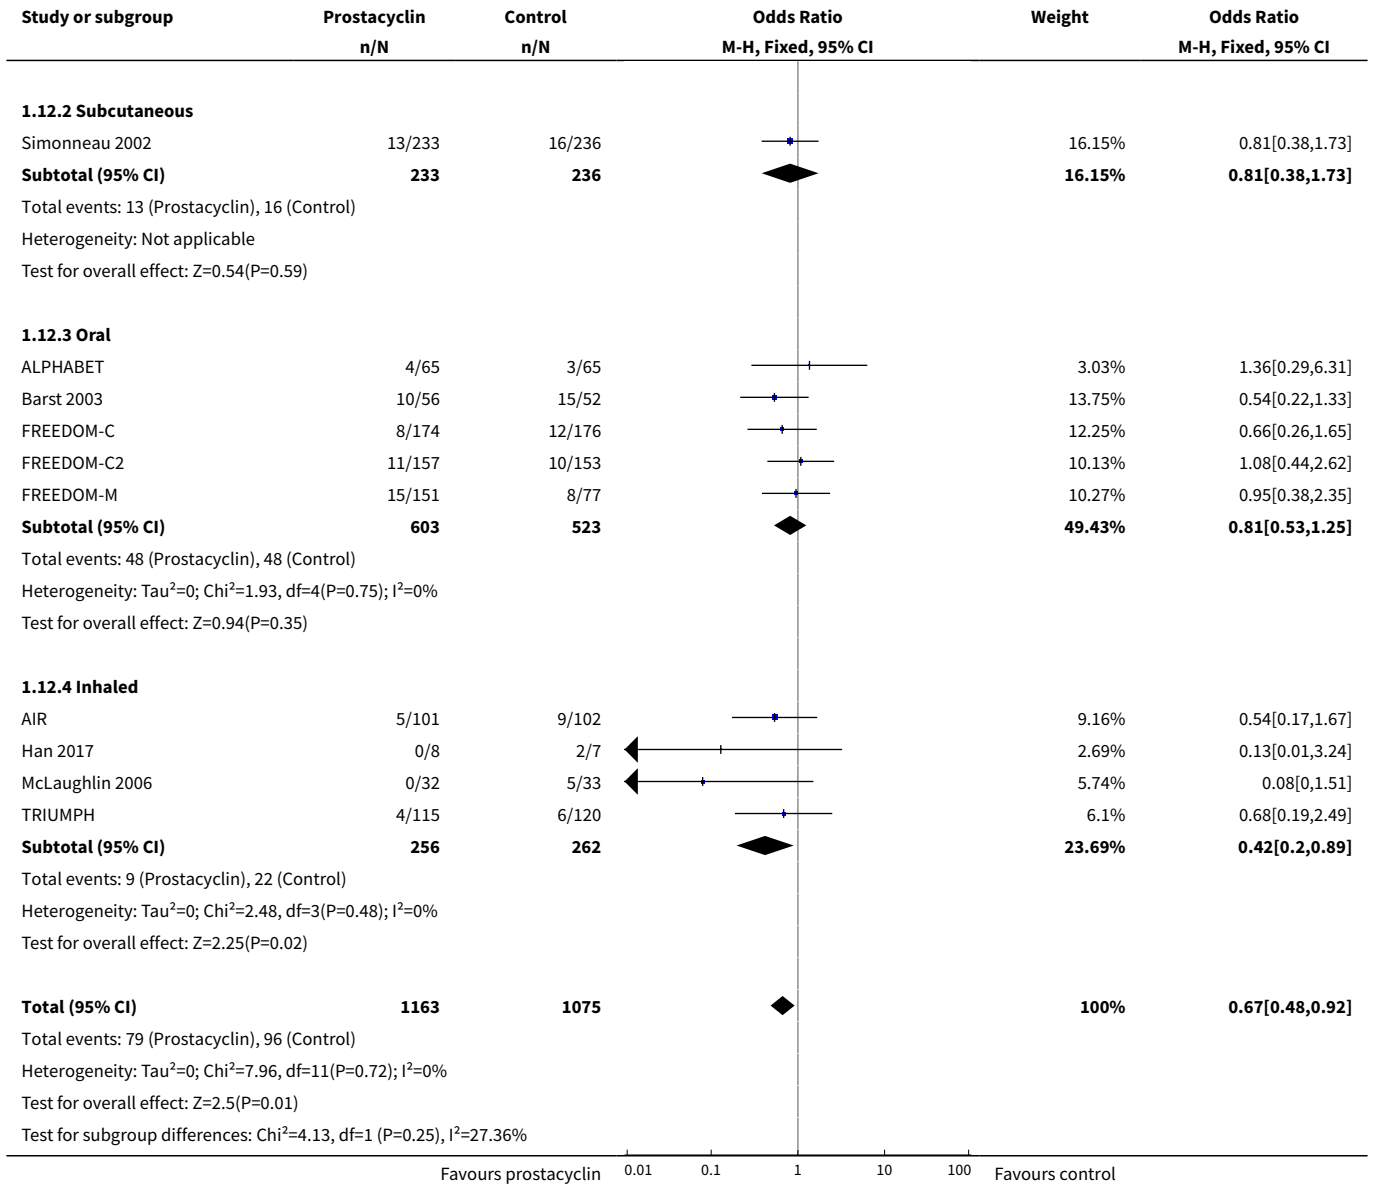 Study or subgroup Prostacyclin Control Odds Ratio Weight Odds Ratio
n/N n/N M-H, Fixed, 95% CI M-H, Fixed, 95% CI
1.12.2 Subcutaneous
Simonneau 2002 13/233 16/236 16.15% 0.81[0.38,1.73]
Subtotal (95% CI) 233 236 16.15% 0.81[0.38,1.73]
Total events: 13 (Prostacyclin), 16 (Control)
Heterogeneity: Not applicable
Test for overall effect: Z=0.54(P=0.59)
1.12.3 Oral
ALPHABET 4/65 3/65 3.03% 1.36[0.29,6.31]
Barst 2003 10/56 15/52 13.75% 0.54[0.22,1.33]
FREEDOM-C 8/174 12/176 12.25% 0.66[0.26,1.65]
FREEDOM-C2 11/157 10/153 10.13% 1.08[0.44,2.62]
FREEDOM-M 15/151 8/77 10.27% 0.95[0.38,2.35]
Subtotal (95% CI) 603 523 49.43% 0.81[0.53,1.25]
Total events: 48 (Prostacyclin), 48 (Control)
Heterogeneity: Tau²=0; Chi²=1.93, df=4(P=0.75); I²=0%
Test for overall effect: Z=0.94(P=0.35)
1.12.4 Inhaled
AIR 5/101 9/102 9.16% 0.54[0.17,1.67]
Han 2017 0/8 2/7 2.69% 0.13[0.01,3.24]
McLaughlin 2006 0/32 5/33 5.74% 0.08[0,1.51]
TRIUMPH 4/115 6/120 6.1% 0.68[0.19,2.49]
Subtotal (95% CI) 256 262 23.69% 0.42[0.2,0.89]
Total events: 9 (Prostacyclin), 22 (Control)
Heterogeneity: Tau²=0; Chi²=2.48, df=3(P=0.48); I²=0%
Test for overall effect: Z=2.25(P=0.02)
Total (95% CI) 1163 1075 100% 0.67[0.48,0.92]
Total events: 79 (Prostacyclin), 96 (Control)
Heterogeneity: Tau²=0; Chi²=7.96, df=11(P=0.72); I²=0%
Test for overall effect: Z=2.5(P=0.01)
Test for subgroup differences: Chi²=4.13, df=1 (P=0.25), I²=27.36%
Favours prostacyclin 0.01 0.1 1 10 100 Favours control